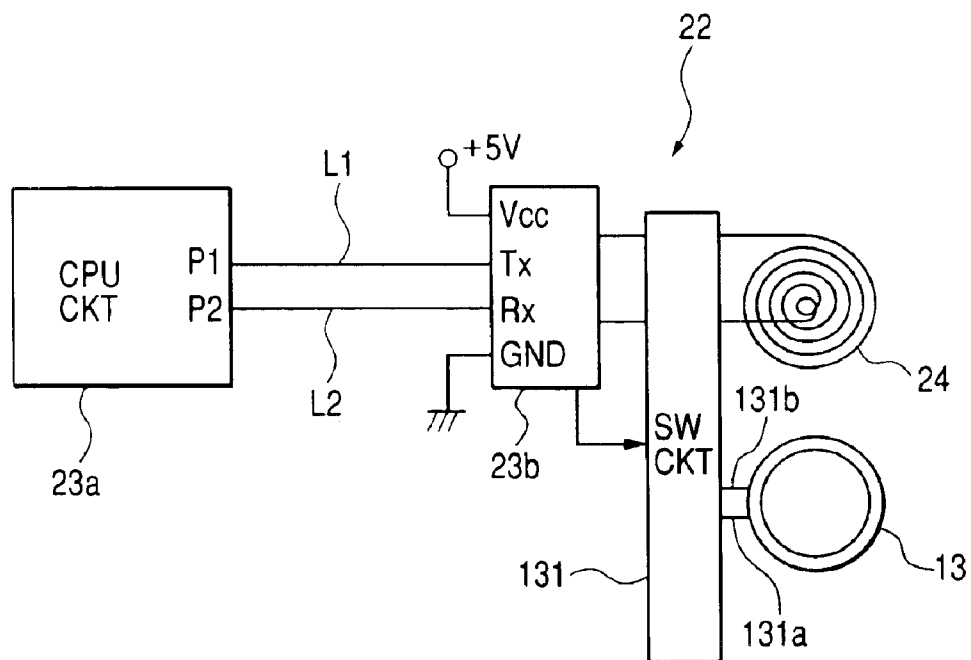 22
+5V
L1
Vcc
CPU
CKT
P1
Tx
P2
Rx
GND
L2
24
131b
SW
CKT
23a
23b
131
13
131a